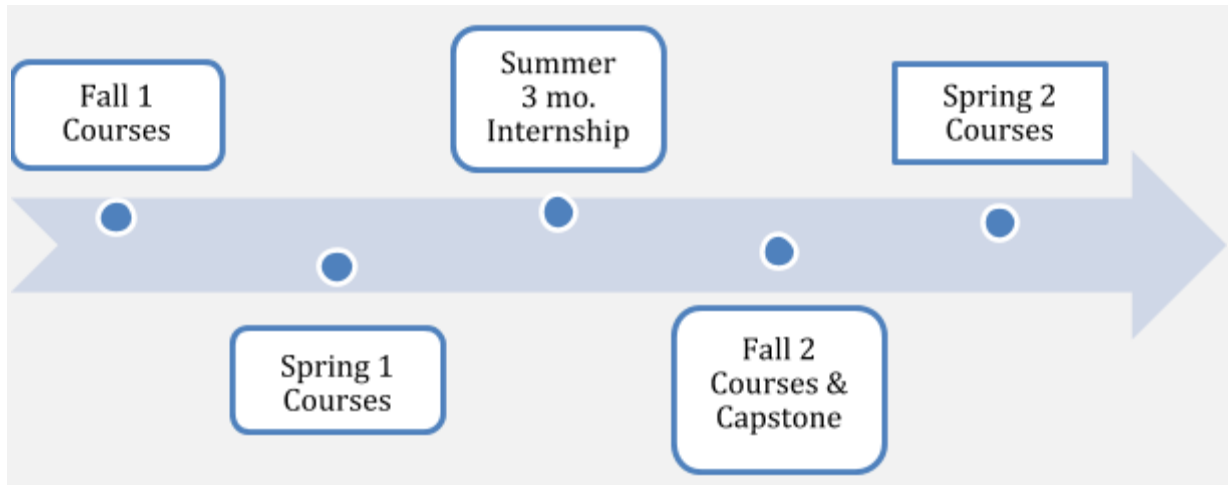 Fall 1
Courses
Spring 1
Courses
Summer
3 mo.
Internship
Fall 2
Courses &
Capstone
Spring 2
Courses